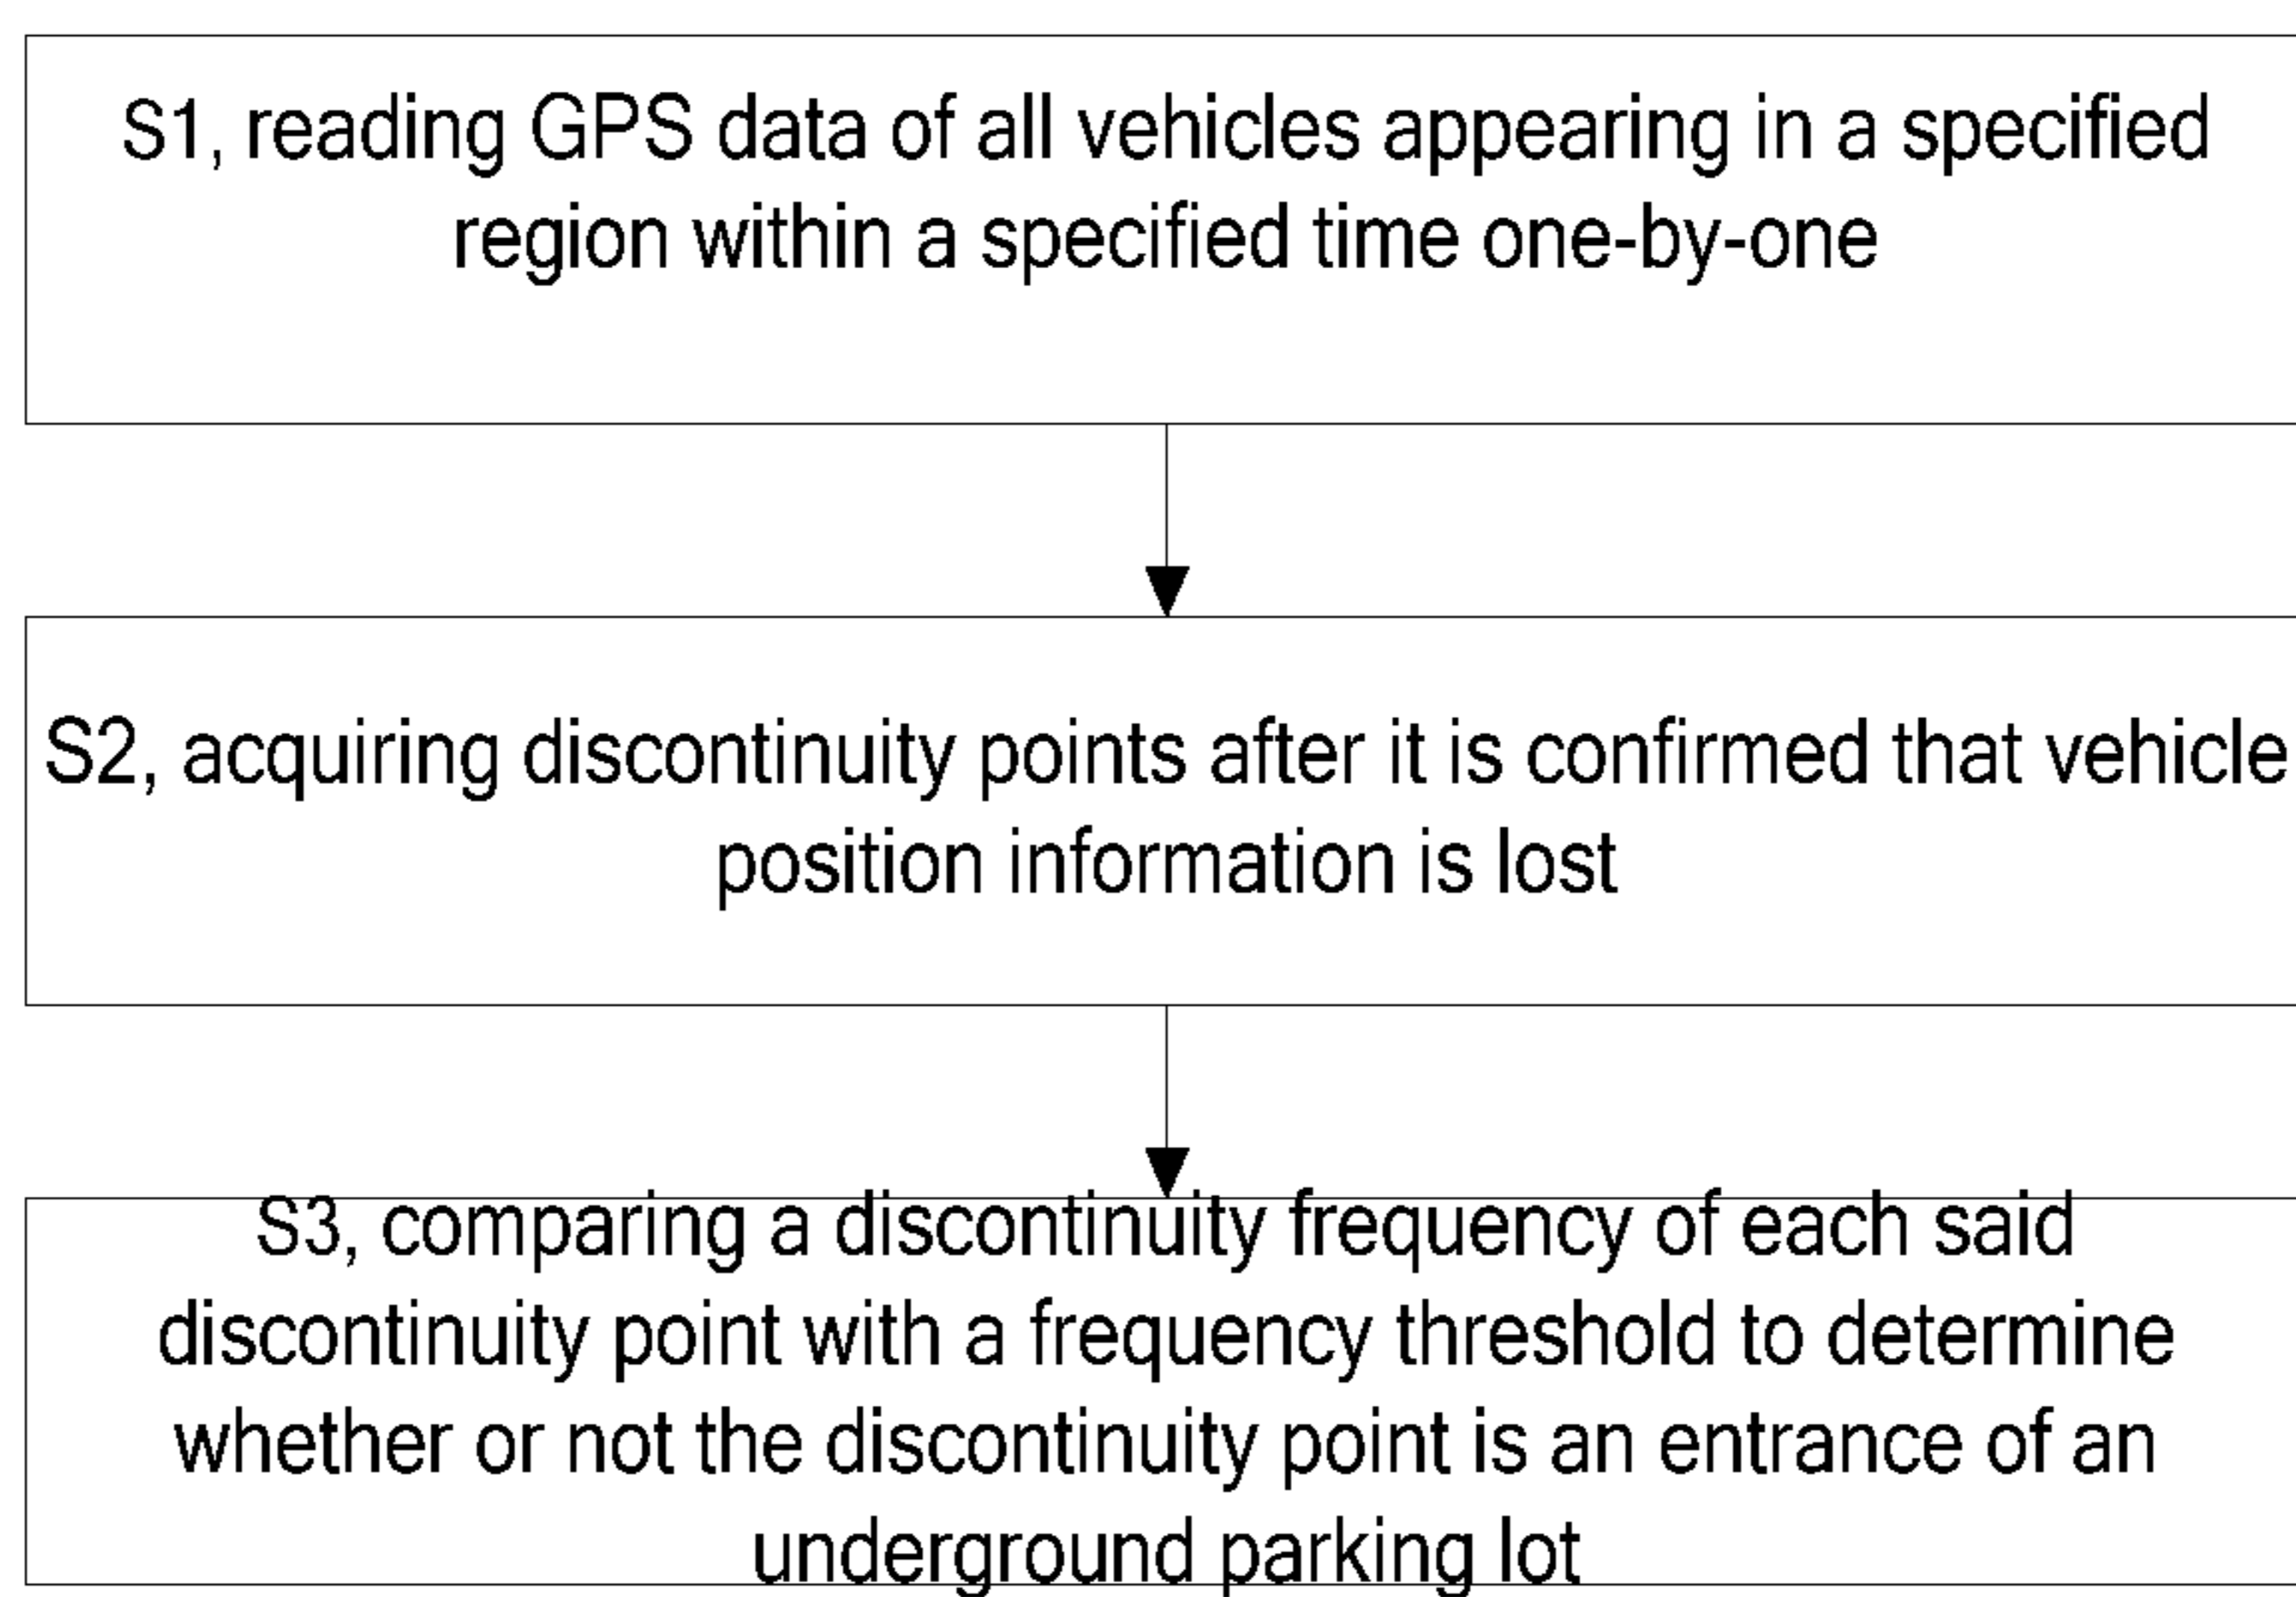 S1, reading GPS data of all vehicles appearing in a specified
region within a specified time one-by-one
S2, acquiring discontinuity points after it is confirmed that vehicle
position information is lost
S3, comparing a discontinuity frequency of each said
discontinuity point with a frequency threshold to determine
whether or not the discontinuity point is an entrance of an
underground parking lot